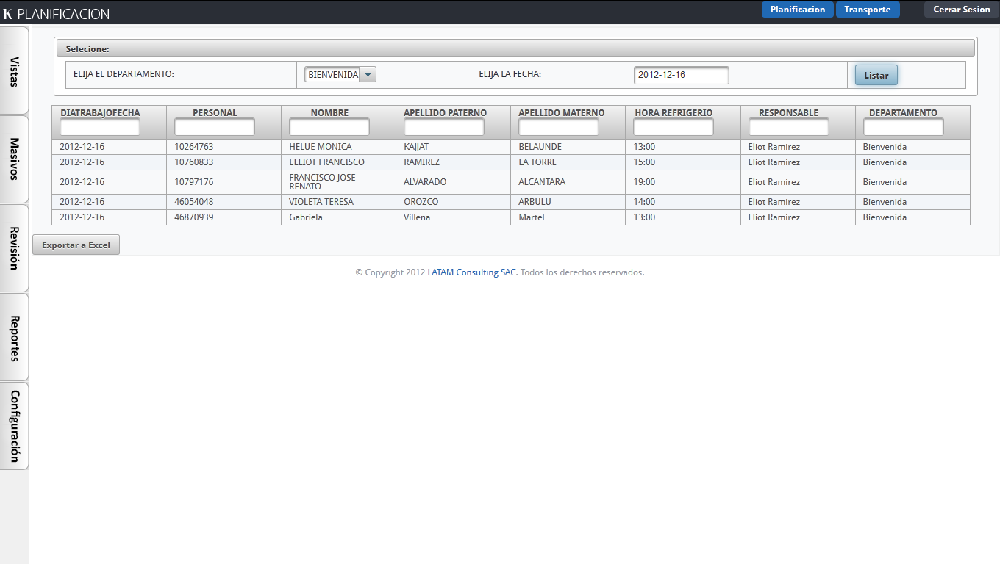 K-PLANIFICACION
Planificacion Transporte Cerrar Sesion
Vistas
Masivos
Revisión
Reportes
Configuración
Selecione:
ELIJA EL DEPARTAMENTO: BIENVENIDA ELIJA LA FECHA: 2012-12-16 Listar
DIATRABAJOFECHA PERSONAL NOMBRE APELLIDO PATERNO APELLIDO MATERNO HORA REFRIGERIO RESPONSABLE DEPARTAMENTO
2012-12-16 10264763 HELUE MONICA KAJJAT BELAUNDE 13:00 Eliot Ramirez Bienvenida
2012-12-16 10760833 ELLIOT FRANCISCO RAMIREZ LA TORRE 15:00 Eliot Ramirez Bienvenida
2012-12-16 10797176 FRANCISCO JOSE RENATO ALVARADO ALCANTARA 19:00 Eliot Ramirez Bienvenida
2012-12-16 46054048 VIOLETA TERESA OROZCO ARBULU 14:00 Eliot Ramirez Bienvenida
2012-12-16 46870939 Gabriela Villena Martel 13:00 Eliot Ramirez Bienvenida
Exportar a Excel
© Copyright 2012 LATAM Consulting SAC. Todos los derechos reservados.